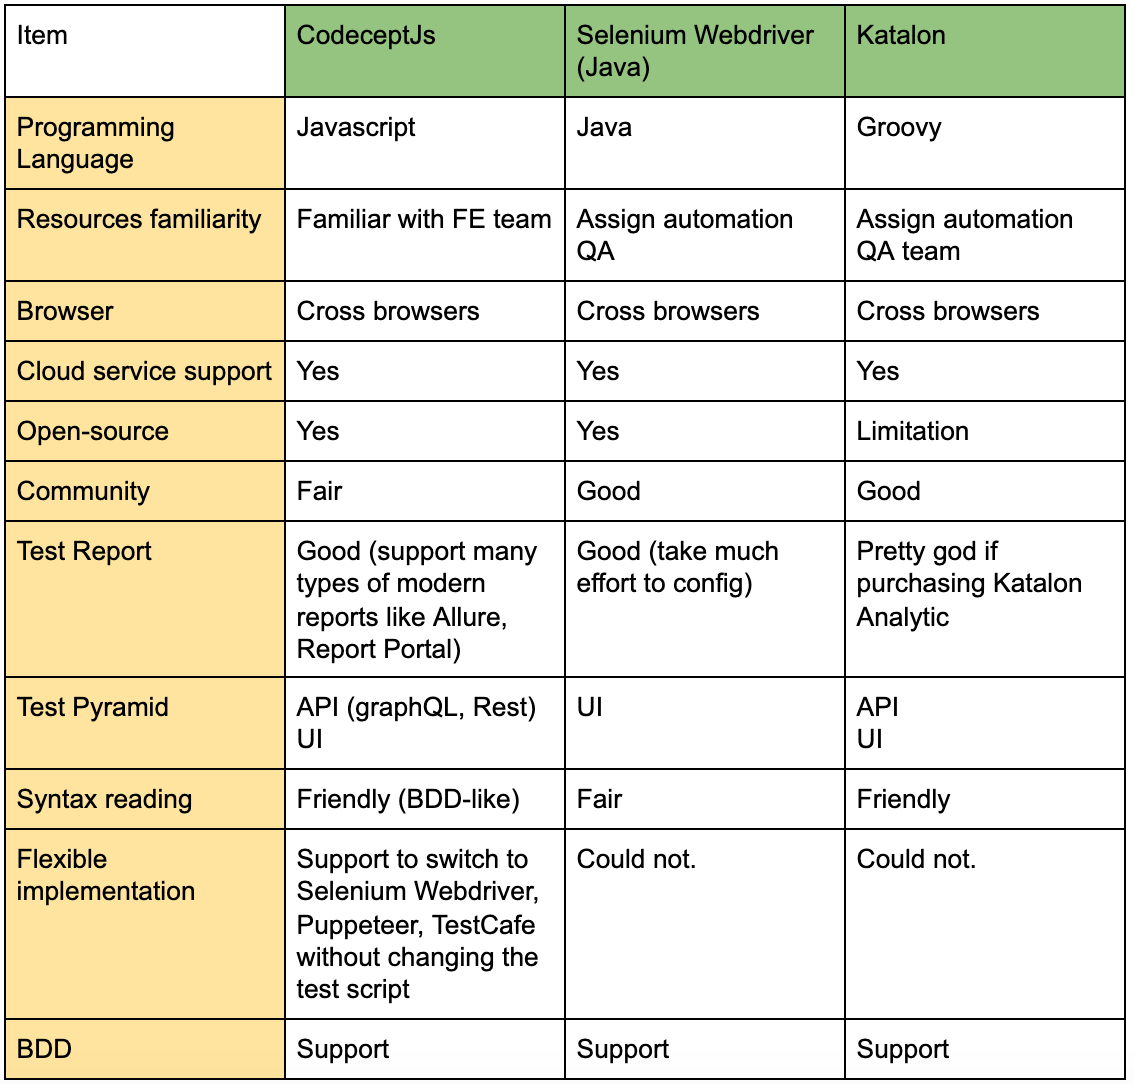 Item
CodeceptJs
Selenium Webdriver
(Java)
Katalon
Programming
Language
Javascript
Java
Groovy
Resources familiarity
Familiar with FE team
Assign automation
QA
Assign automation
QA team
Browser
Cross browsers
Cross browsers
Cross browsers
Cloud service support
Yes
Yes
Yes
Open-source
Yes
Yes
Limitation
Community
Fair
Good
Good
Test Report
Good (support many
types of modern
reports like Allure,
Report Portal)
Good (take much
effort to config)
Pretty god if
purchasing Katalon
Analytic
Test Pyramid
API (graphQL, Rest)
UI
UI
API
UI
Syntax reading
Friendly (BDD-like)
Fair
Friendly
Flexible
implementation
Support to switch to
Selenium Webdriver,
Puppeteer, TestCafe
without changing the
test script
Could not.
Could not.
BDD
Support
Support
Support